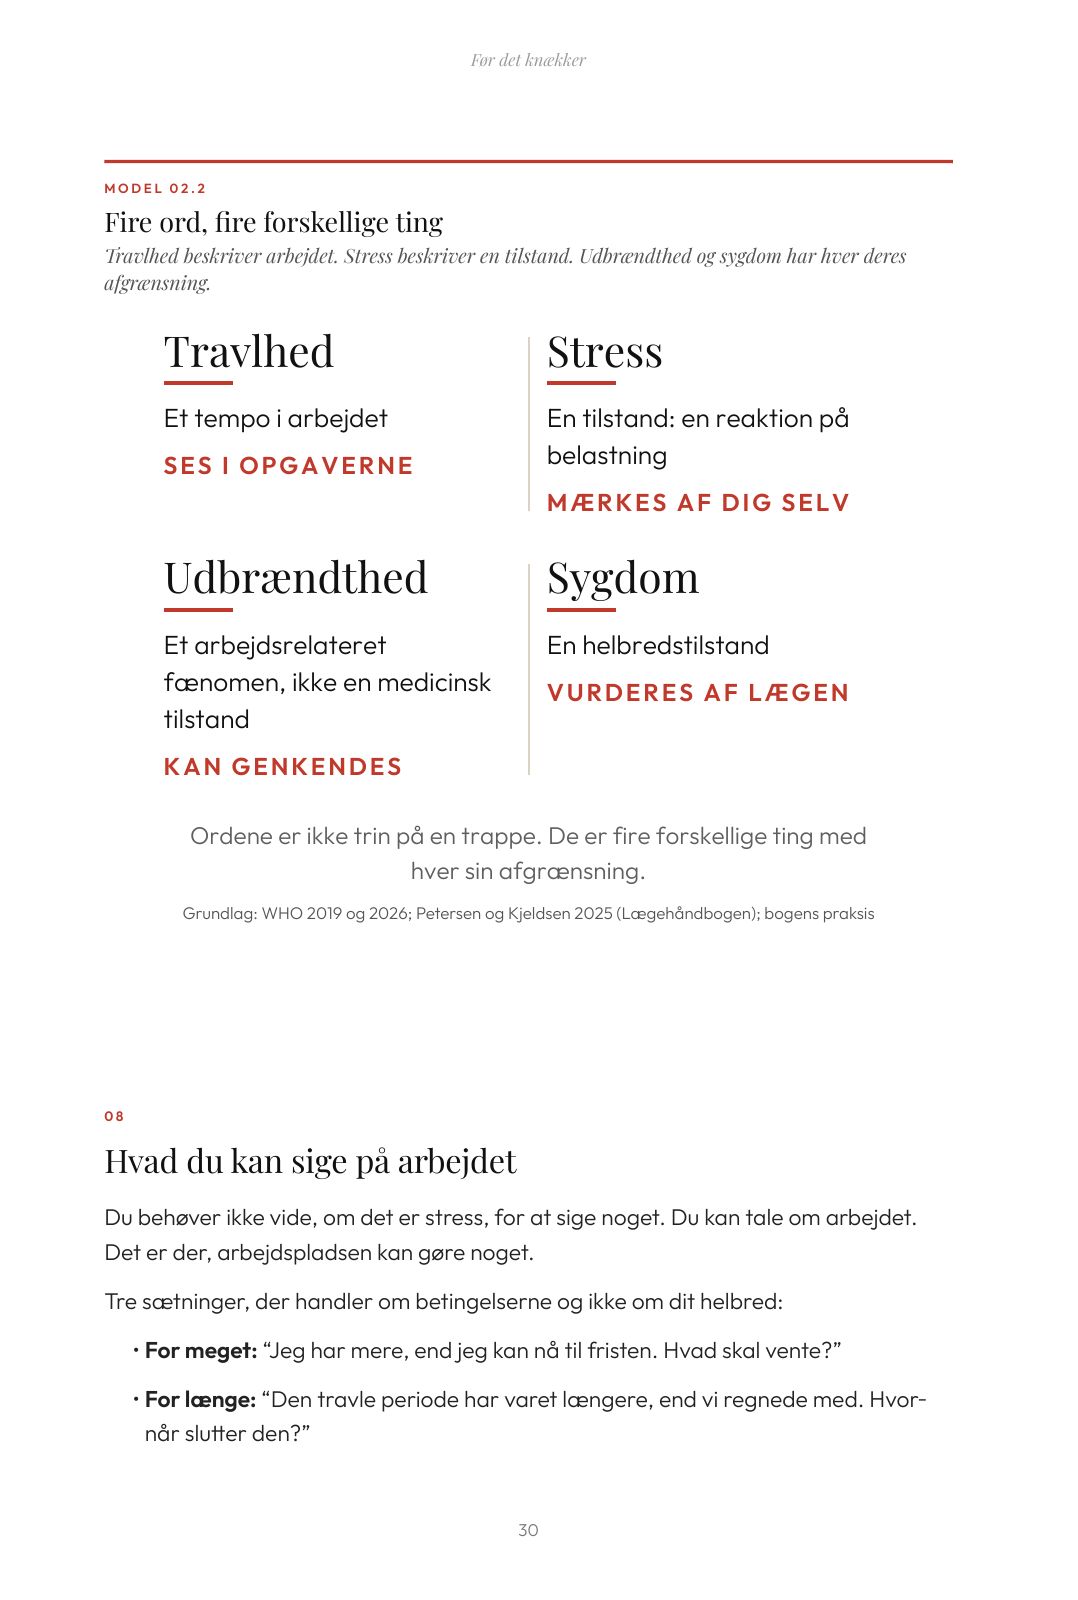 Før det knækker
MODEL 02.2
Fire ord, fire forskellige ting
Travlhed beskriver arbejdet. Stress beskriver en tilstand. Udbrændthed og sygdom har hver deres
afgrænsning.
Travlhed
Et tempo i arbejdet
SES I OPGAVERNE
Stress
En tilstand: en reaktion på
belastning
MÆRKES AF DIG SELV
Udbrændthed
Et arbejdsrelateret
fænomen, ikke en medicinsk
tilstand
KAN GENKENDES
Sygdom
En helbredstilstand
VURDERES AF LÆGEN
Ordene er ikke trin på en trappe. De er fire forskellige ting med
hver sin afgrænsning.
Grundlag: WHO 2019 og 2026; Petersen og Kjeldsen 2025 (Lægehåndbogen); bogens praksis
08
Hvad du kan sige på arbejdet
Du behøver ikke vide, om det er stress, for at sige noget. Du kan tale om arbejdet.
Det er der, arbejdspladsen kan gøre noget.
Tre sætninger, der handler om betingelserne og ikke om dit helbred:
• For meget: “Jeg har mere, end jeg kan nå til fristen. Hvad skal vente?”
• For længe: “Den travle periode har varet længere, end vi regnede med. Hvor-
når slutter den?”
30